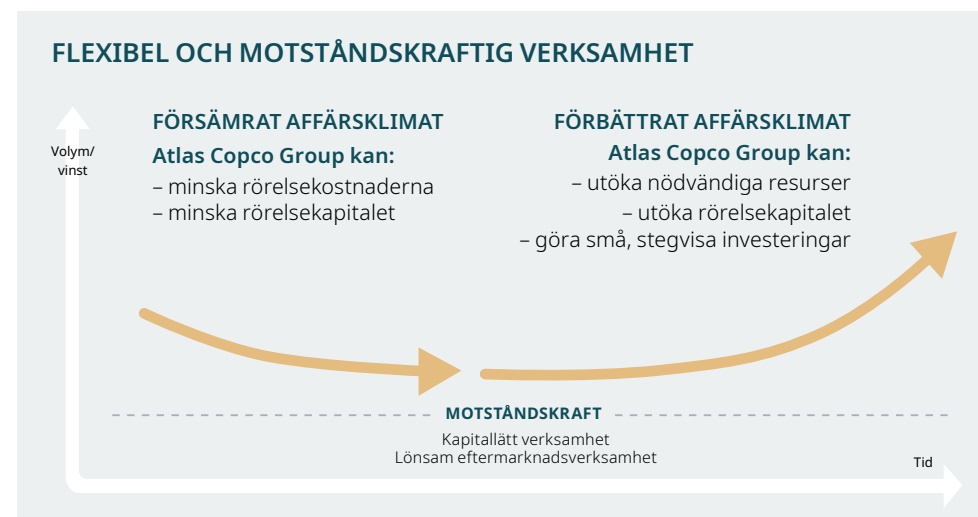 FLEXIBEL OCH MOTSTÅNDSKRAFTIG VERKSAMHET
Volym/
vinst
FÖRSÄMRAT AFFÄRSKLIMAT
Atlas Copco Group kan:
– minska rörelsekostnaderna
– minska rörelsekapitalet
FÖRBÄTTRAT AFFÄRSKLIMAT
Atlas Copco Group kan:
– utöka nödvändiga resurser
– utöka rörelsekapitalet
– göra små, stegvisa investeringar
MOTSTÅNDSKRAFT
Kapitallätt verksamhet
Lönsam eftermarknadsverksamhet
Tid